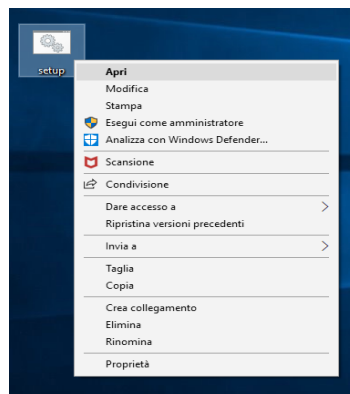 setup
Apri
Modifica
Stampa
Esegui come amministratore
Analizza con Windows Defender...
Scansione
Condivisione
Dare accesso a
Ripristina versioni precedenti
Invia a
Taglia
Copia
Crea collegamento
Elimina
Rinomina
Proprietà